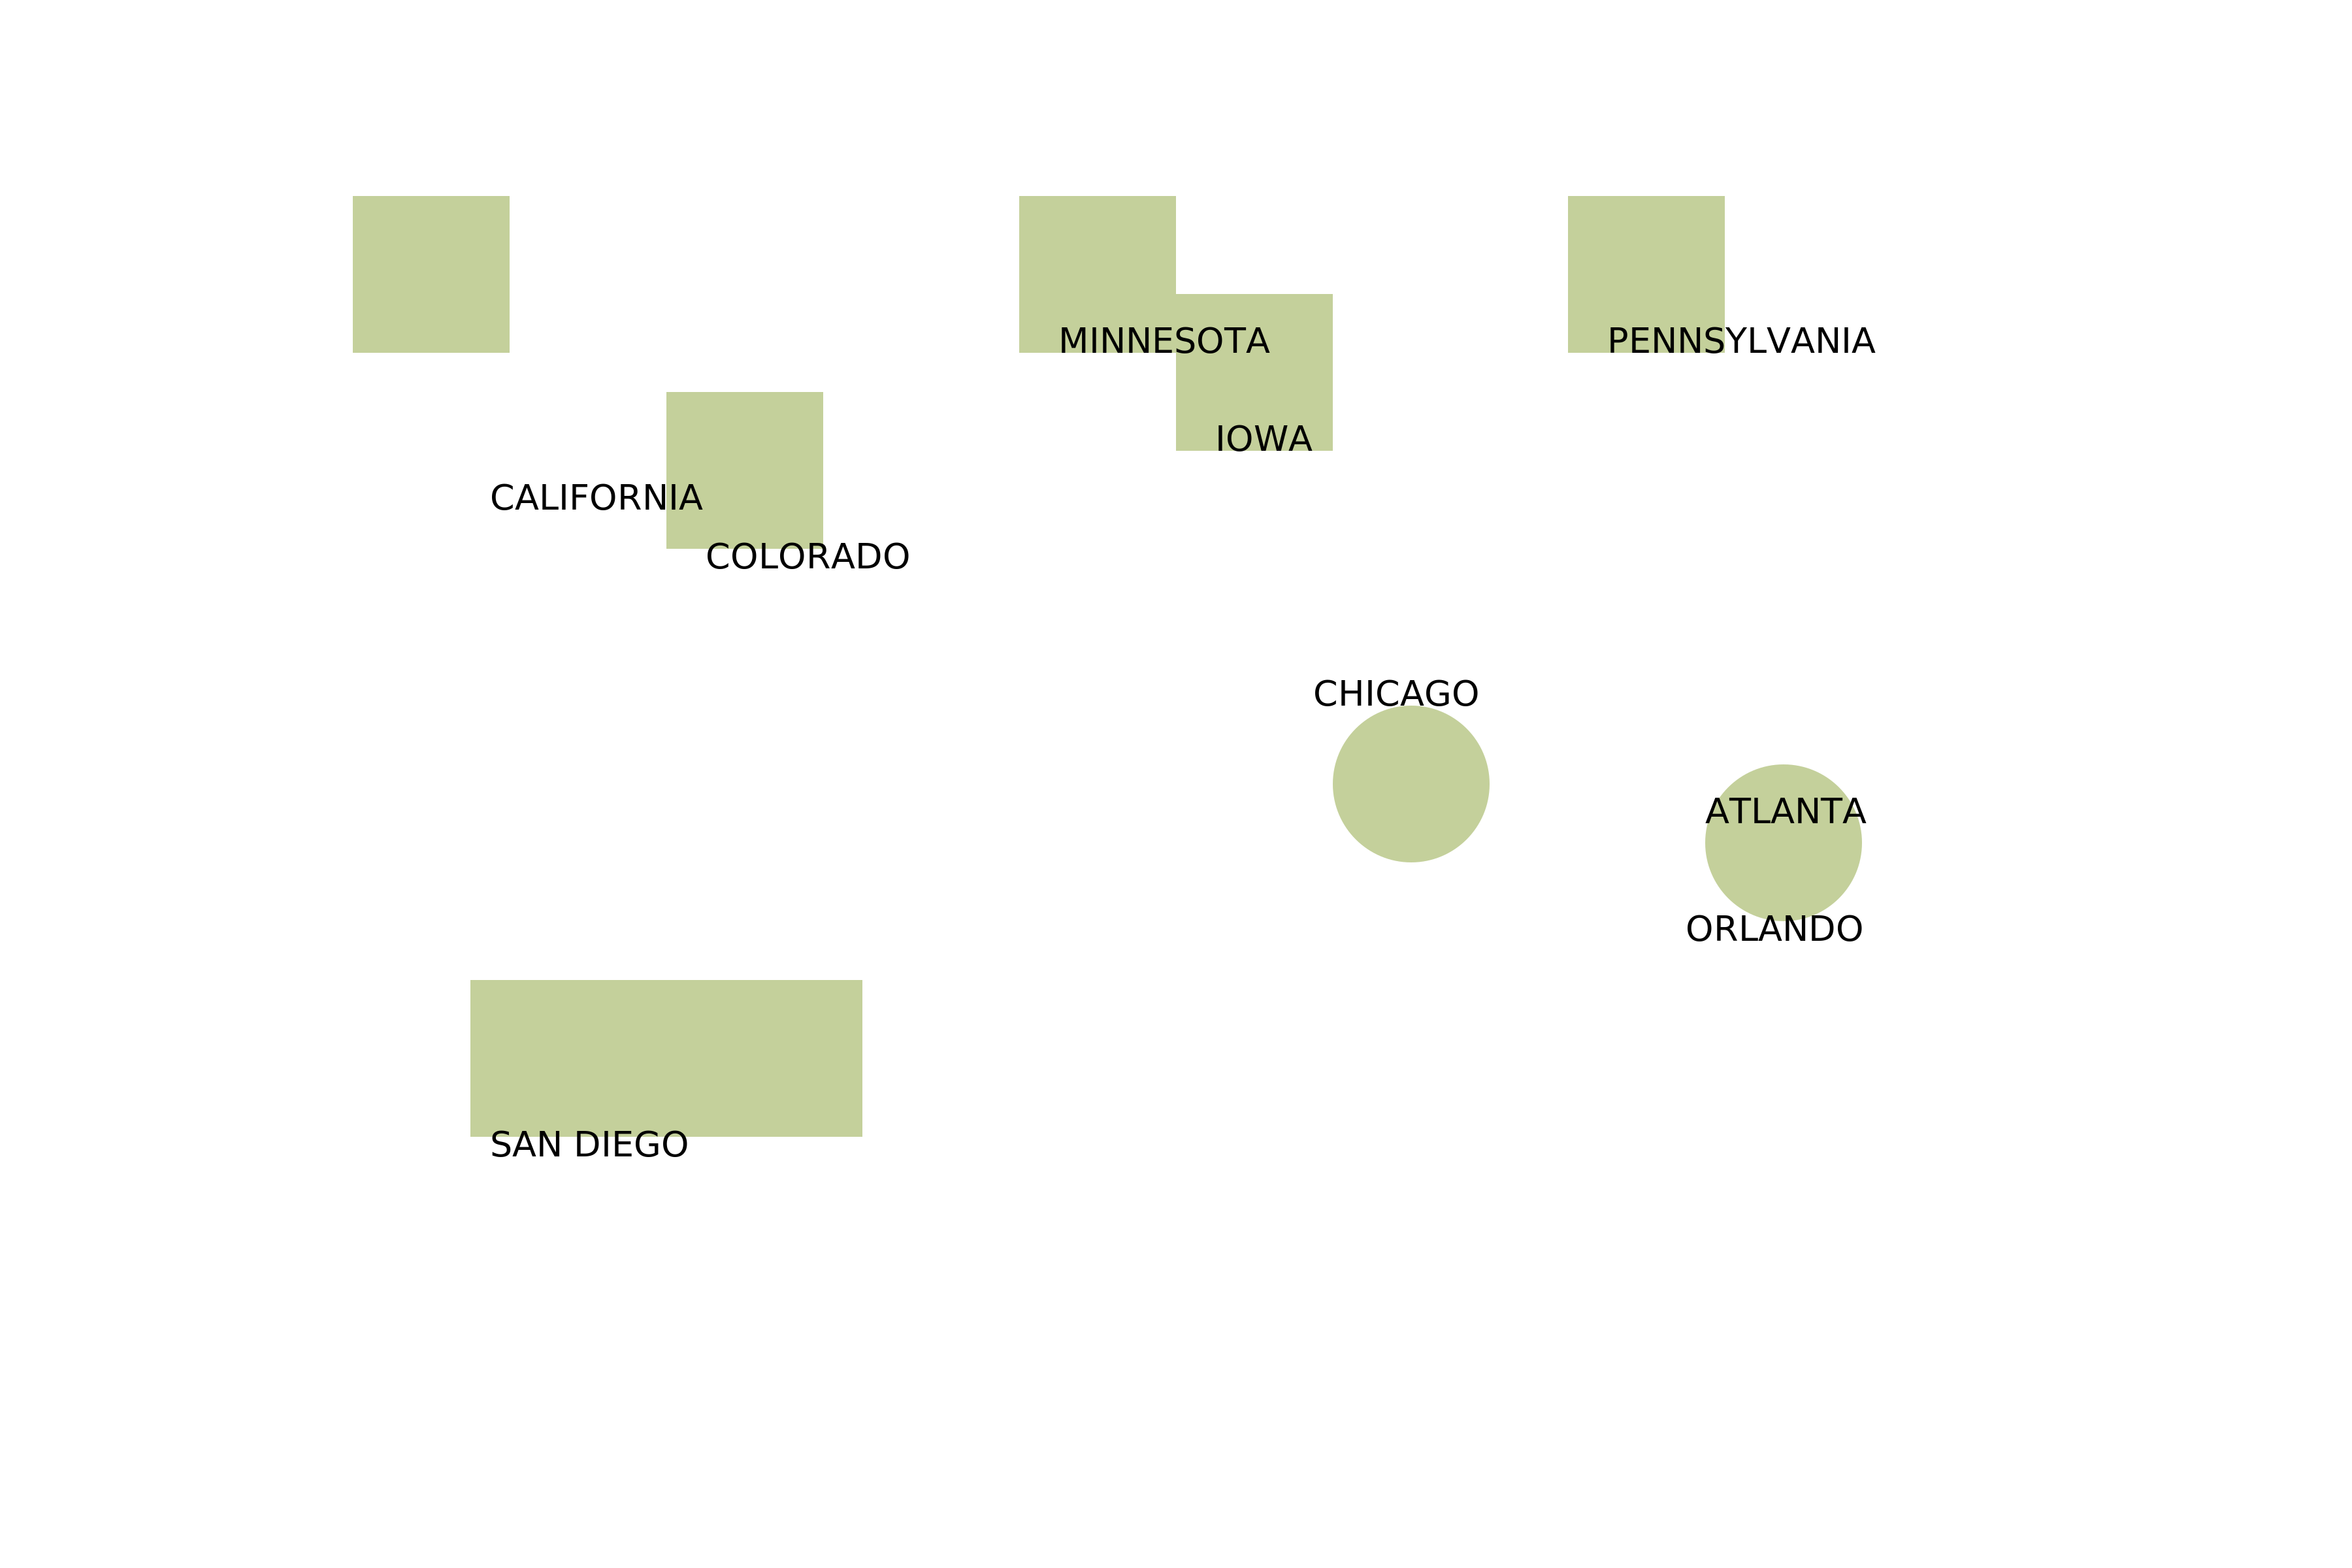 MINNESOTA
PENNSYLVANIA
IOWA
CALIFORNIA
COLORADO
CHICAGO
ATLANTA
ORLANDO
SAN DIEGO